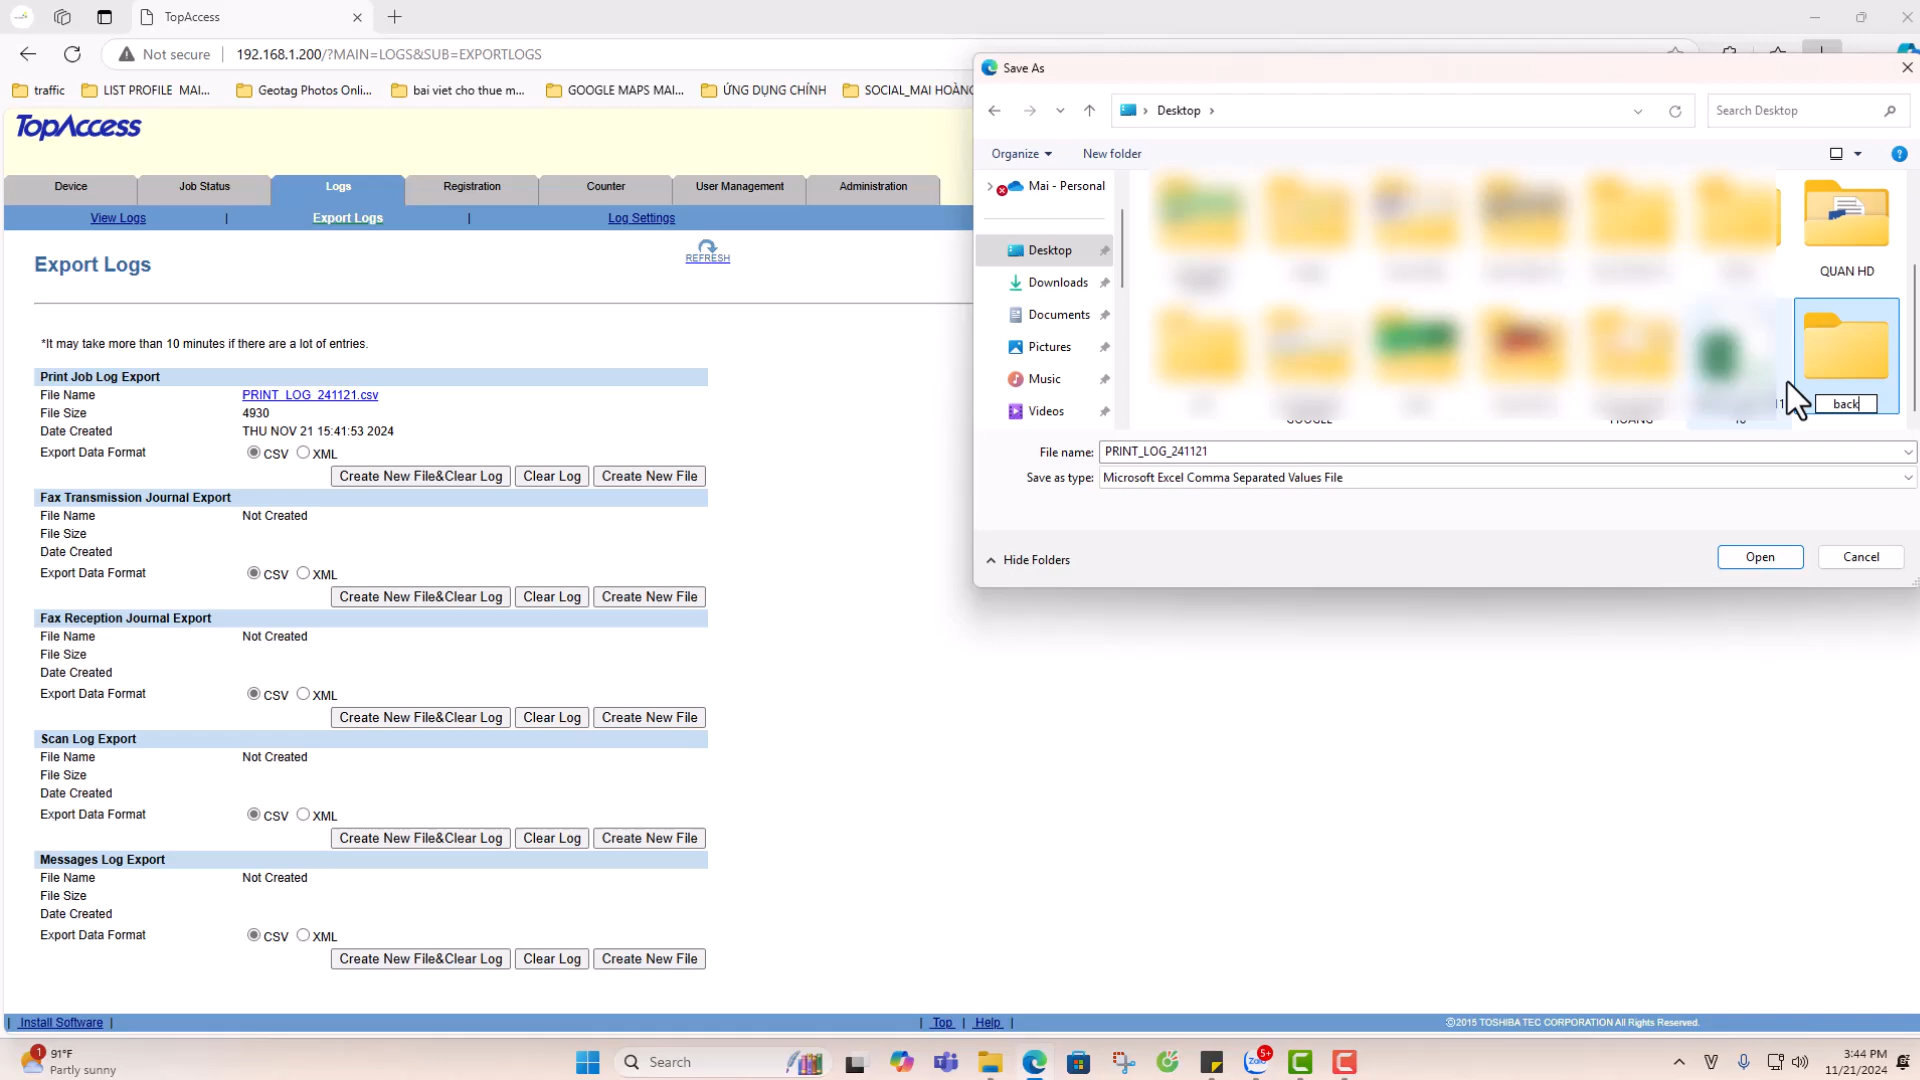 TopAccess
Not secure
192.168.1.200/?MAIN=LOGS&SUB=EXPORTLOGS
traffic
LIST PROFILE MAI...
Geotag Photos Onli...
bai viet cho thue m...
GOOGLE MAPS MAI...
ỨNG DỤNG CHÍNH
SOCIAL_MAI HOÀNG
TopAccess
Device
Job Status
Logs
Registration
Counter
User Management
Administration
View Logs | Export Logs | Log Settings
Export Logs
REFRESH
*It may take more than 10 minutes if there are a lot of entries.
Print Job Log Export
File Name PRINT_LOG_241121.csv
File Size 4930
Date Created THU NOV 21 15:41:53 2024
Export Data Format CSV XML
Create New File&Clear Log Clear Log Create New File
Fax Transmission Journal Export
File Name Not Created
File Size
Date Created
Export Data Format CSV XML
Create New File&Clear Log Clear Log Create New File
Fax Reception Journal Export
File Name Not Created
File Size
Date Created
Export Data Format CSV XML
Create New File&Clear Log Clear Log Create New File
Scan Log Export
File Name Not Created
File Size
Date Created
Export Data Format CSV XML
Create New File&Clear Log Clear Log Create New File
Messages Log Export
File Name Not Created
File Size
Date Created
Export Data Format CSV XML
Create New File&Clear Log Clear Log Create New File
| Install Software |
| Top | Help |
©2015 TOSHIBA TEC CORPORATION All Rights Reserved.
Save As
Desktop
Search Desktop
Organize
New folder
Mai - Personal
Desktop
Downloads
Documents
Pictures
Music
Videos
QUAN HD
back
GOOGLE
HOANG
File name: PRINT_LOG_241121
Save as type: Microsoft Excel Comma Separated Values File
Hide Folders
Open
Cancel
1
91°F
Partly sunny
Search
Zalo
5+
3:44 PM
11/21/2024